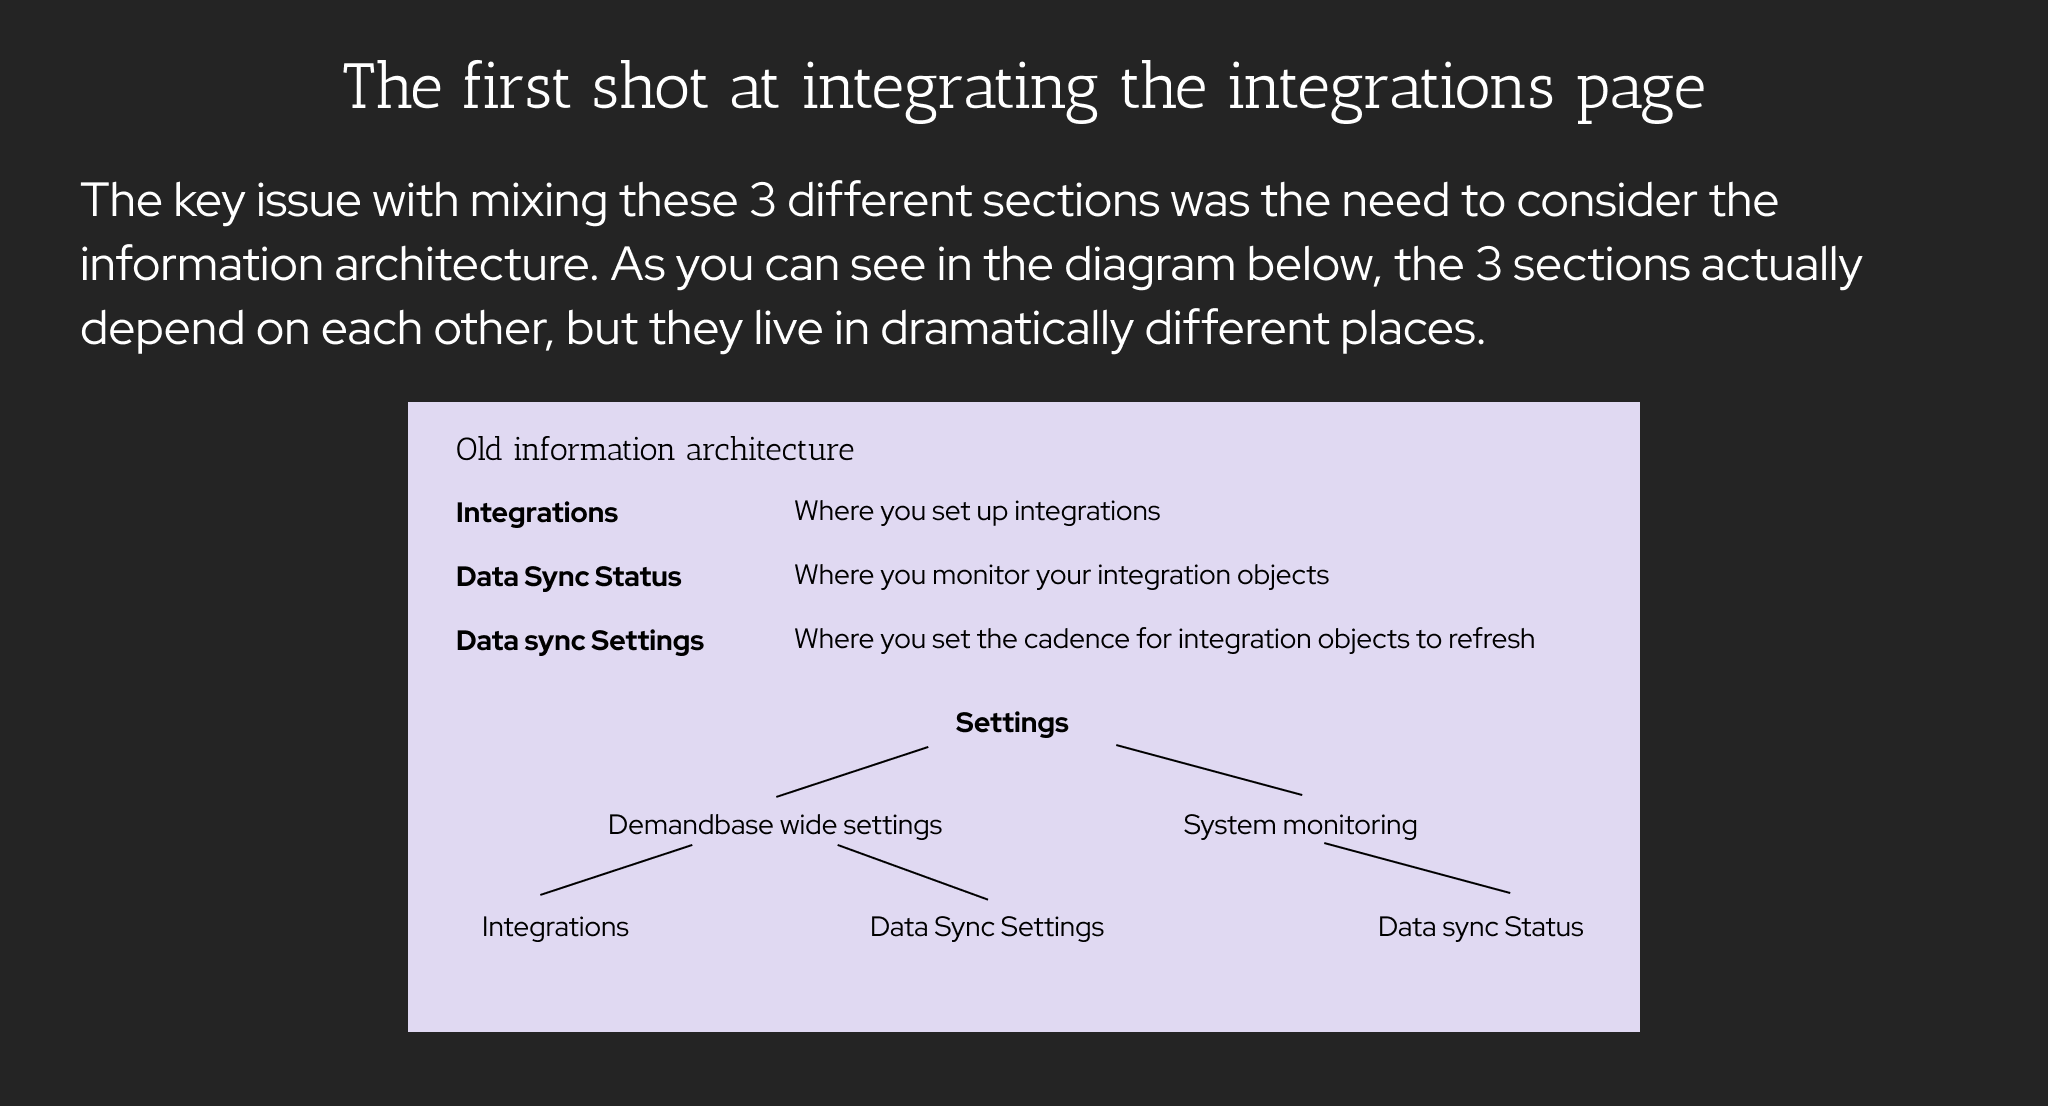 The first shot at integrating the integrations page
The key issue with mixing these 3 different sections was the need to consider the
information architecture. As you can see in the diagram below, the 3 sections actually
depend on each other, but they live in dramatically different places.
Old information architecture
Integrations Where you set up integrations
Data Sync Status Where you monitor your integration objects
Data sync Settings Where you set the cadence for integration objects to refresh
Settings
Demandbase wide settings System monitoring
Integrations Data Sync Settings Data sync Status